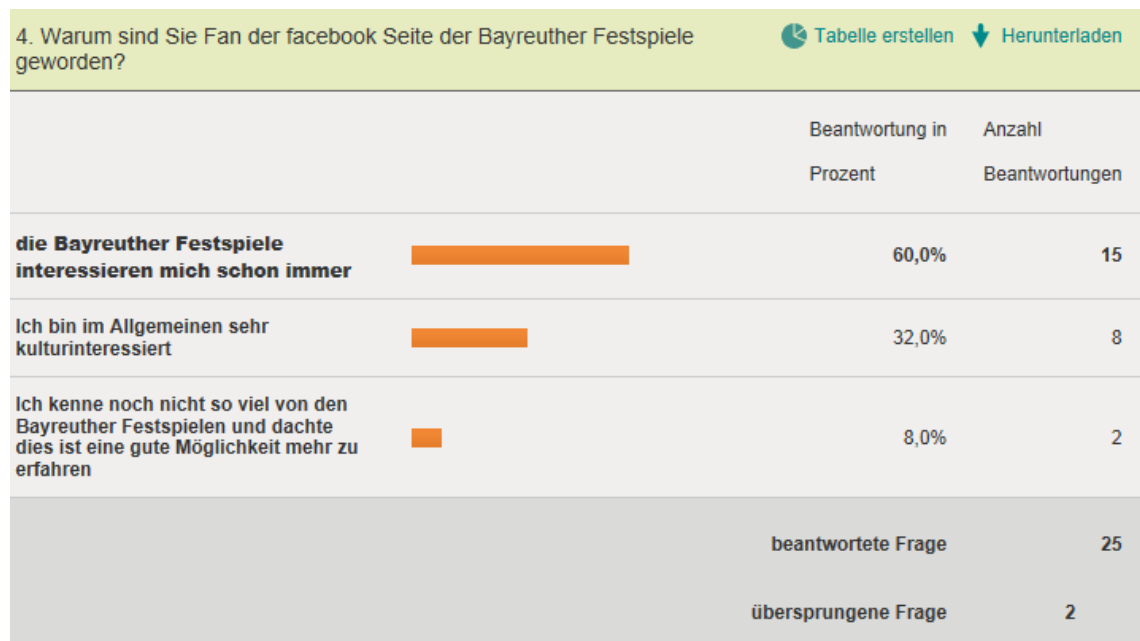 4. Warum sind Sie Fan der facebook Seite der Bayreuther Festspiele
geworden?
Tabelle erstellen
Herunterladen
Beantwortung in
Prozent
Anzahl
Beantwortungen
die Bayreuther Festspiele
interessieren mich schon immer
60,0%
15
Ich bin im Allgemeinen sehr
kulturinteressiert
32,0%
8
Ich kenne noch nicht so viel von den
Bayreuther Festspielen und dachte
dies ist eine gute Möglichkeit mehr zu
erfahren
8,0%
2
beantwortete Frage 25
übersprungene Frage 2